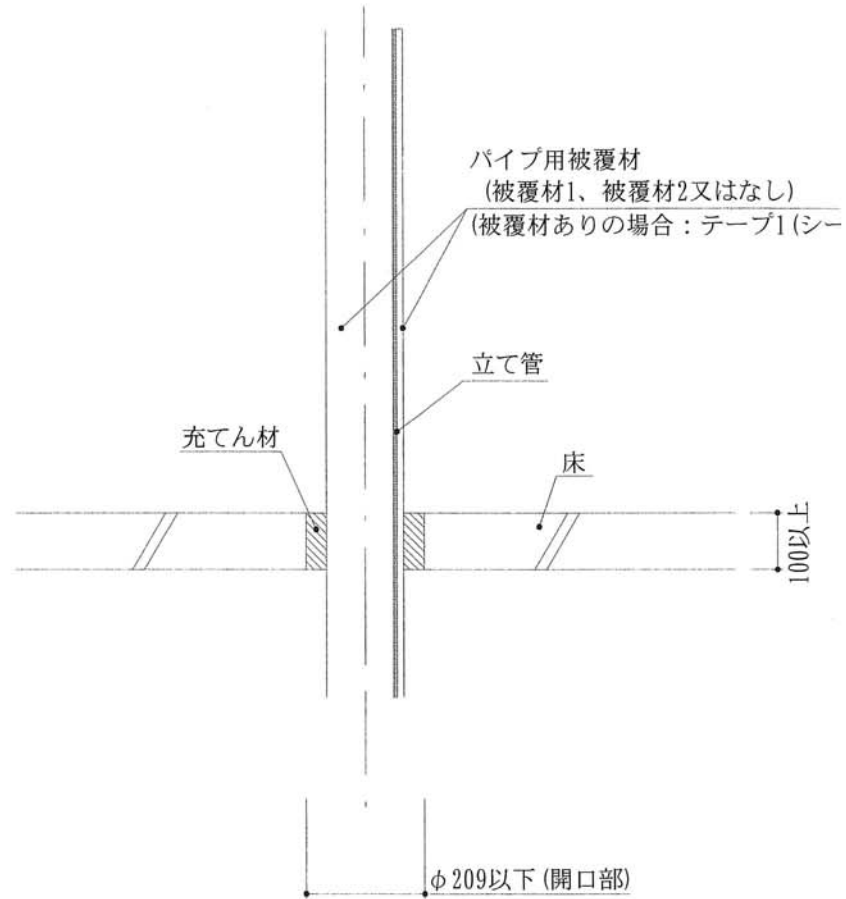 パイプ用被覆材
(被覆材1、被覆材2又はなし)
(被覆材ありの場合：テープ1(シー
立て管
充てん材
床
100以上
φ209以下(開口部)